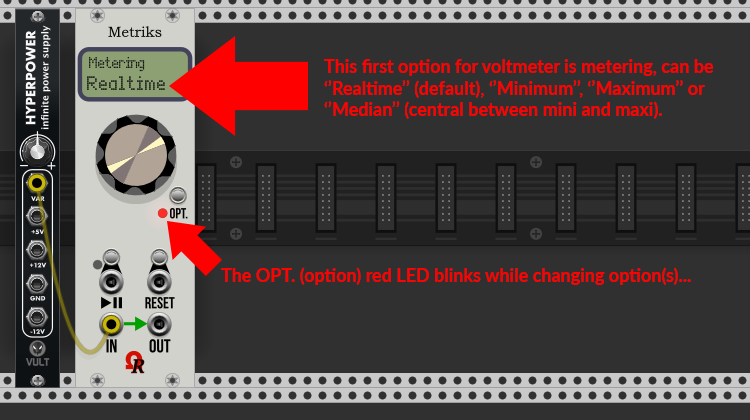 HYPERPOWER
infinite power supply
VAR
+5V
+12V
GND
-12V
VULT
Metriks
Metering
Realtime
OPT.
RESET
IN
OUT
ΩR
This first option for voltmeter is metering, can be
‘’Realtime’’ (default), ‘’Minimum’’, ‘’Maximum’’ or
‘’Median’’ (central between mini and maxi).
The OPT. (option) red LED blinks while changing option(s)...